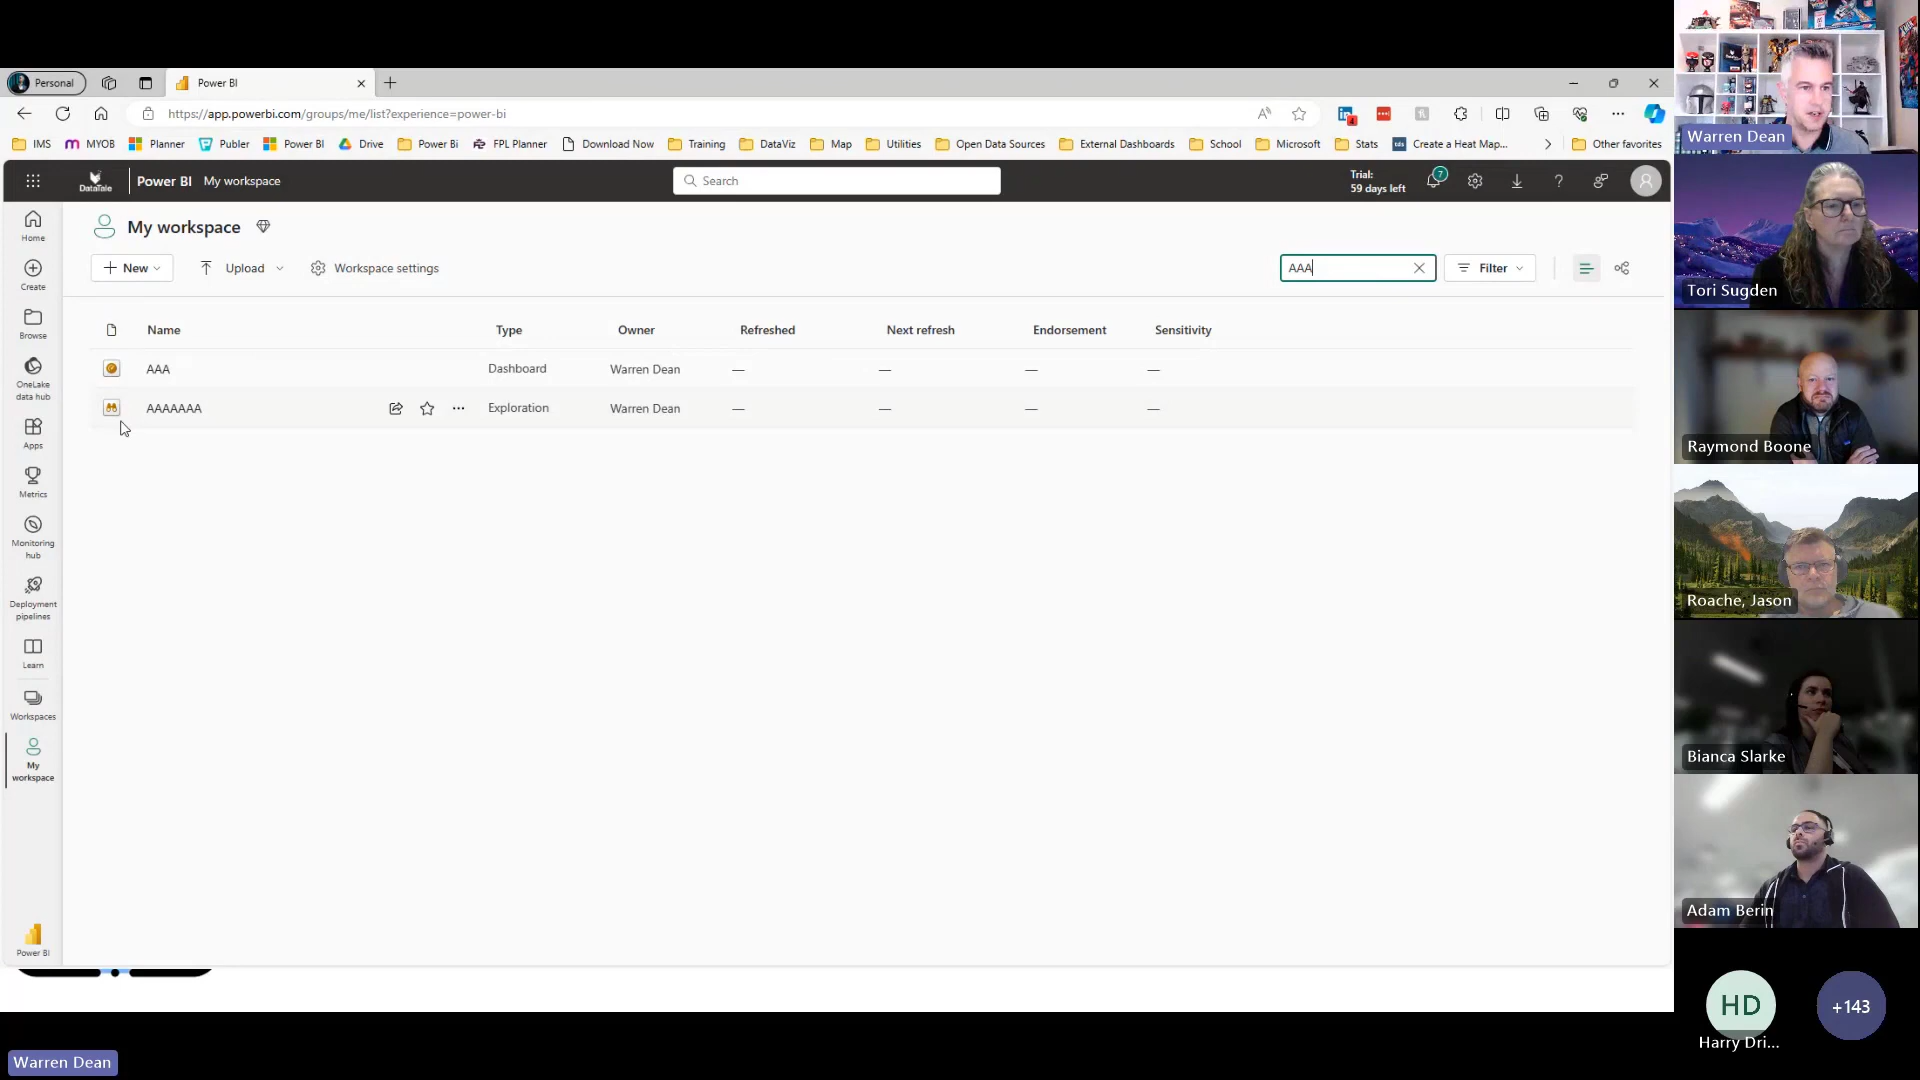 Personal
Power BI
https://app.powerbi.com/groups/me/list?experience=power-bi
IMS MYOB Planner Publer Power BI Drive Power Bi FPL Planner Download Now Training DataViz Map Utilities Open Data Sources External Dashboards School Microsoft Stats Create a Heat Map... Other favorites
DataTale Power BI My workspace
Search
Trial:
59 days left
7
My workspace
New Upload Workspace settings
AAA
Filter
Home
Create
Browse
OneLake
data hub
Apps
Metrics
Monitoring
hub
Deployment
pipelines
Learn
Workspaces
My
workspace
Power BI
Name Type Owner Refreshed Next refresh Endorsement Sensitivity
AAA Dashboard Warren Dean — — — —
AAAAAAA Exploration Warren Dean — — — —
Warren Dean
Tori Sugden
Raymond Boone
Roache, Jason
Bianca Slarke
Adam Berin
HD
Harry Dri...
+143
Warren Dean